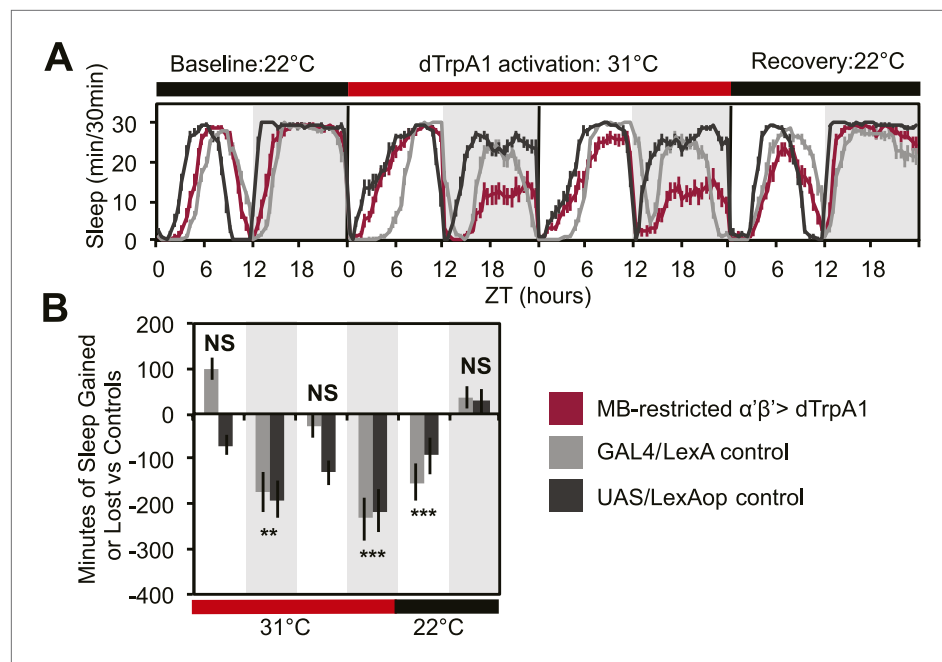 A
Baseline:22°C
dTrpA1 activation: 31°C
Recovery:22°C
Sleep (min/30min)
30
20
10
0
0 6 12 18 0 6 12 18 0 6 12 18 0 6 12 18
ZT (hours)
B
Minutes of Sleep Gained
or Lost vs Controls
200
100
0
-100
-200
-300
-400
NS
**
NS
***
***
NS
31°C
22°C
MB-restricted α'β'> dTrpA1
GAL4/LexA control
UAS/LexAop control